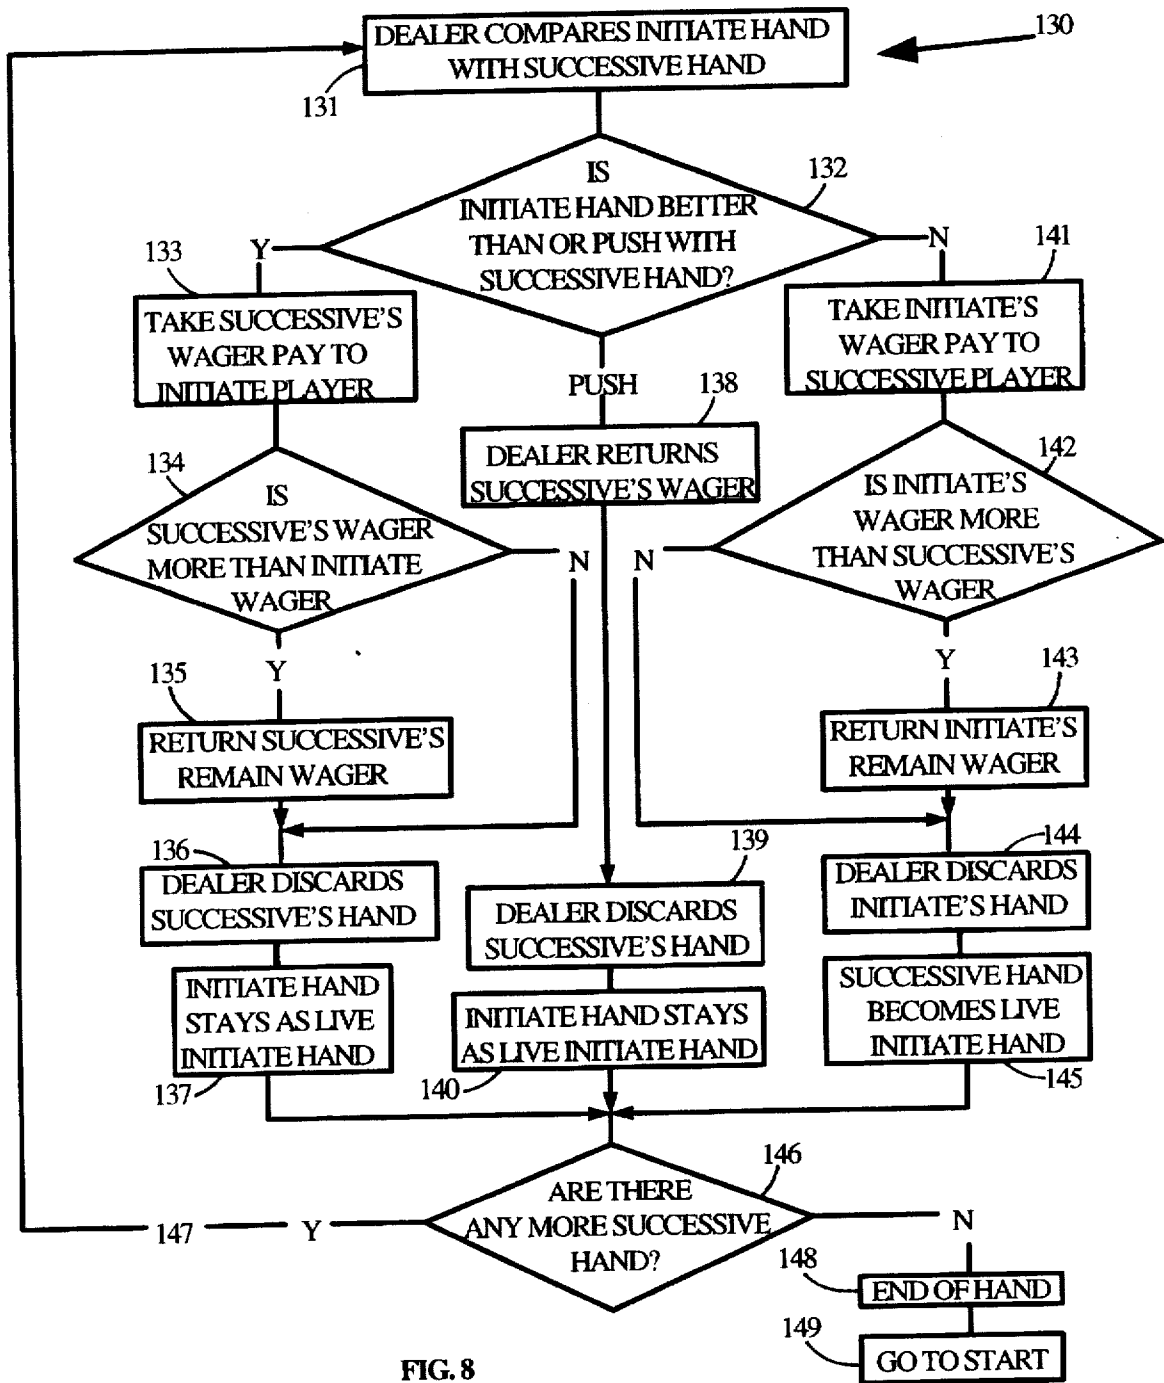 DEALER COMPARES INITIATE HAND
WITH SUCCESSIVE HAND
130
131
IS
INITIATE HAND BETTER
THAN OR PUSH WITH
SUCCESSIVE HAND?
132
Y
N
133
TAKE SUCCESSIVE'S
WAGER PAY TO
INITIATE PLAYER
141
TAKE INITIATE'S
WAGER PAY TO
SUCCESSIVE PLAYER
PUSH
138
DEALER RETURNS
SUCCESSIVE'S WAGER
134
IS
SUCCESSIVE'S WAGER
MORE THAN INITIATE
WAGER
N
142
IS INITIATE'S
WAGER MORE
THAN SUCCESSIVE'S
WAGER
N
Y
Y
135
RETURN SUCCESSIVE'S
REMAIN WAGER
143
RETURN INITIATE'S
REMAIN WAGER
136
DEALER DISCARDS
SUCCESSIVE'S HAND
139
DEALER DISCARDS
SUCCESSIVE'S HAND
144
DEALER DISCARDS
INITIATE'S HAND
INITIATE HAND
STAYS AS LIVE
INITIATE HAND
137
INITIATE HAND STAYS
AS LIVE INITIATE HAND
140
SUCCESSIVE HAND
BECOMES LIVE
INITIATE HAND
145
146
ARE THERE
ANY MORE SUCCESSIVE
HAND?
147
Y
N
148
END OF HAND
149
GO TO START
FIG. 8